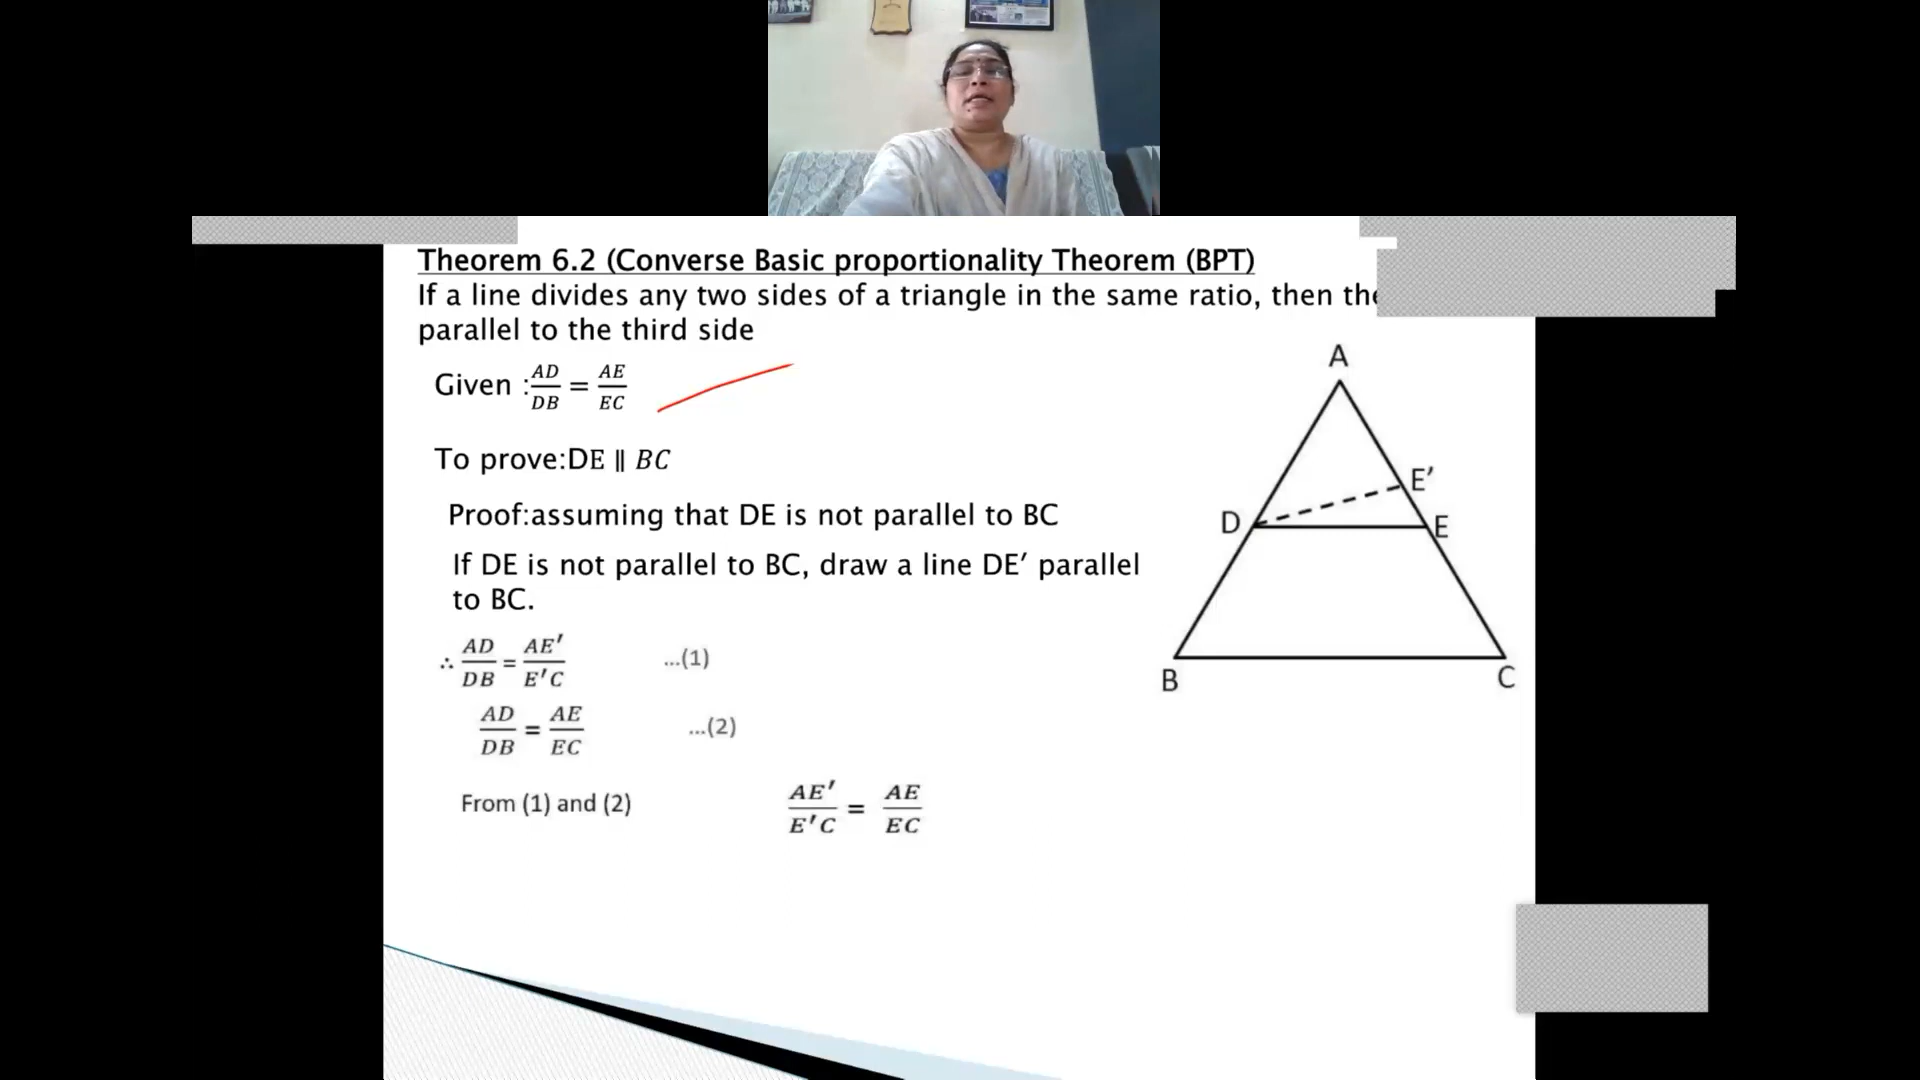 Theorem 6.2 (Converse Basic proportionality Theorem (BPT)
If a line divides any two sides of a triangle in the same ratio, then
parallel to the third side
Given :AD/DB = AE/EC
To prove:DE ∥ BC
Proof:assuming that DE is not parallel to BC
If DE is not parallel to BC, draw a line DE′ parallel
to BC.
∴ AD/DB = AE′/E′C ...(1)
AD/DB = AE/EC ...(2)
From (1) and (2) AE′/E′C = AE/EC
A
E′
D
E
B
C